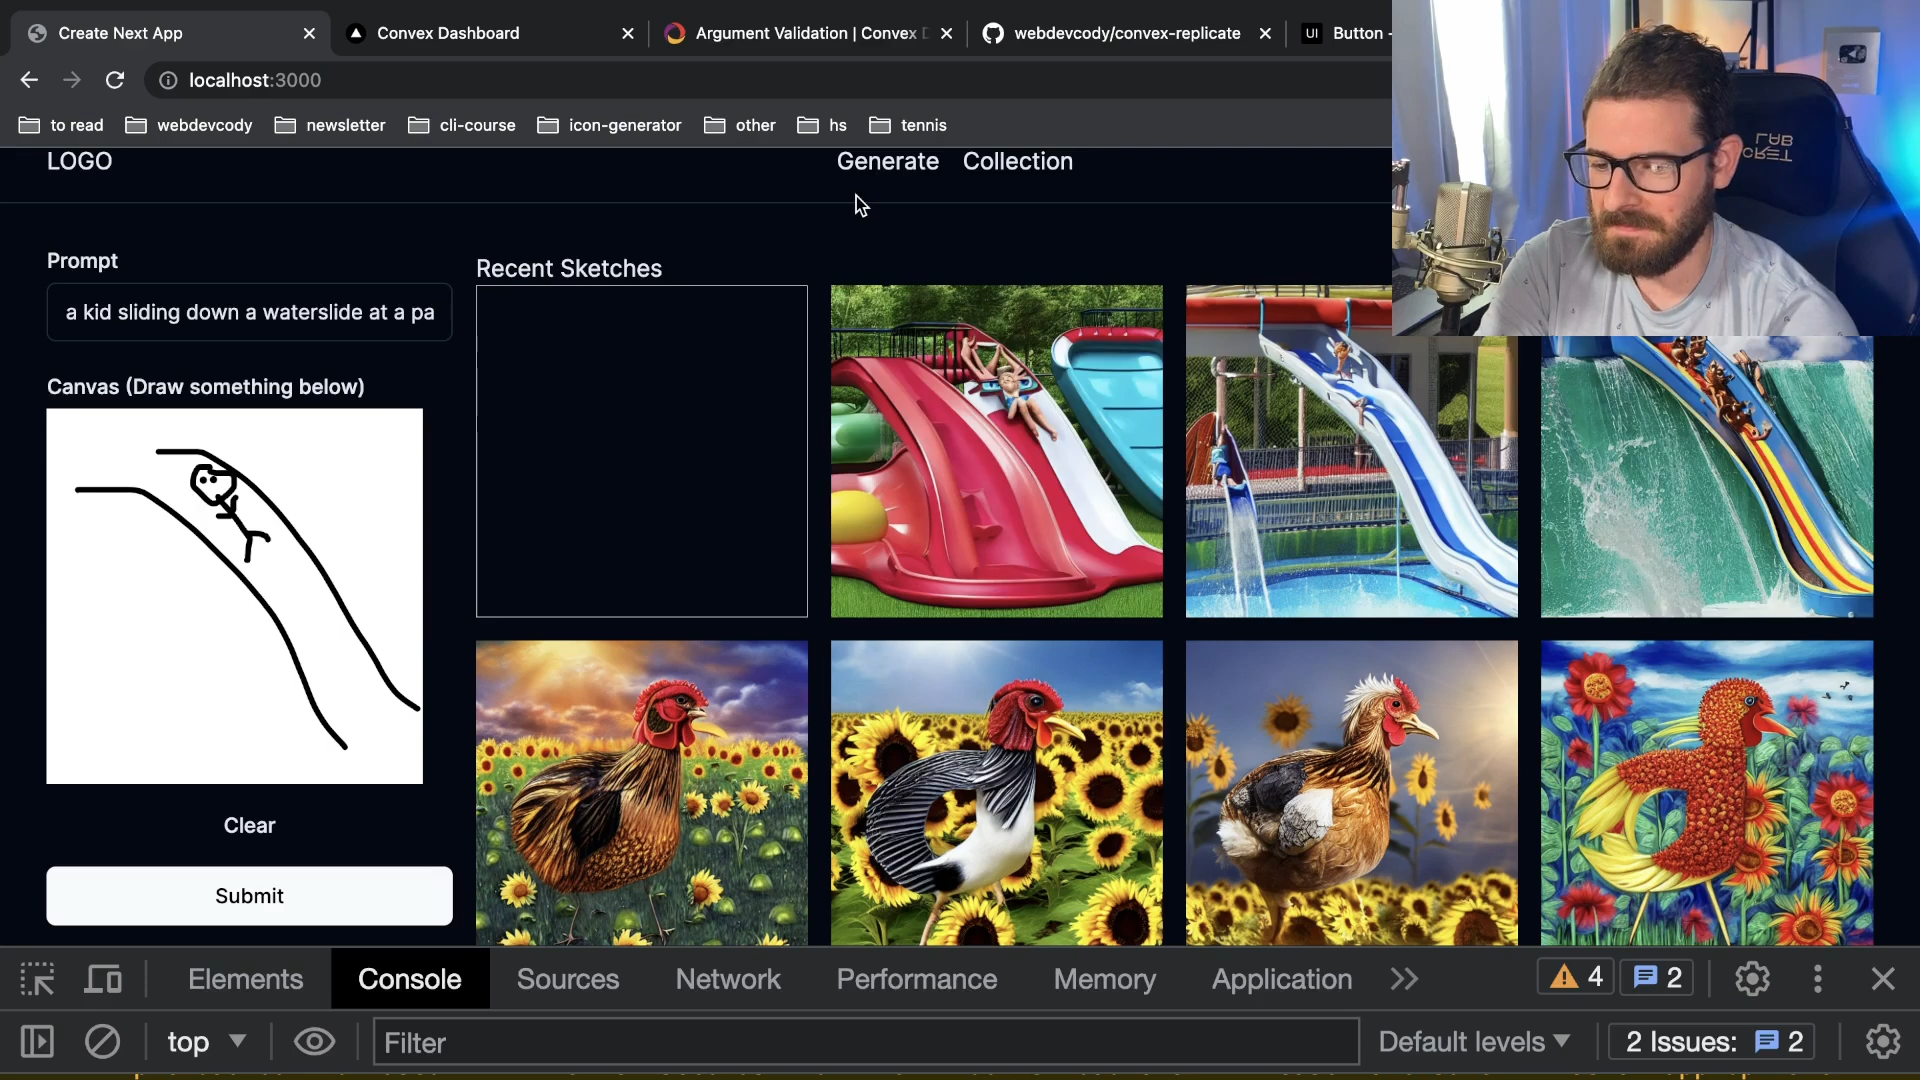 Create Next App
Convex Dashboard
Argument Validation | Convex D
webdevcody/convex-replicate
UI Button -
localhost:3000
to read
webdevcody
newsletter
cli-course
icon-generator
other
hs
tennis
LOGO
Generate
Collection
Prompt
a kid sliding down a waterslide at a pa
Canvas (Draw something below)
Clear
Submit
Recent Sketches
Elements
Console
Sources
Network
Performance
Memory
Application
4
2
top
Filter
Default levels
2 Issues: 2